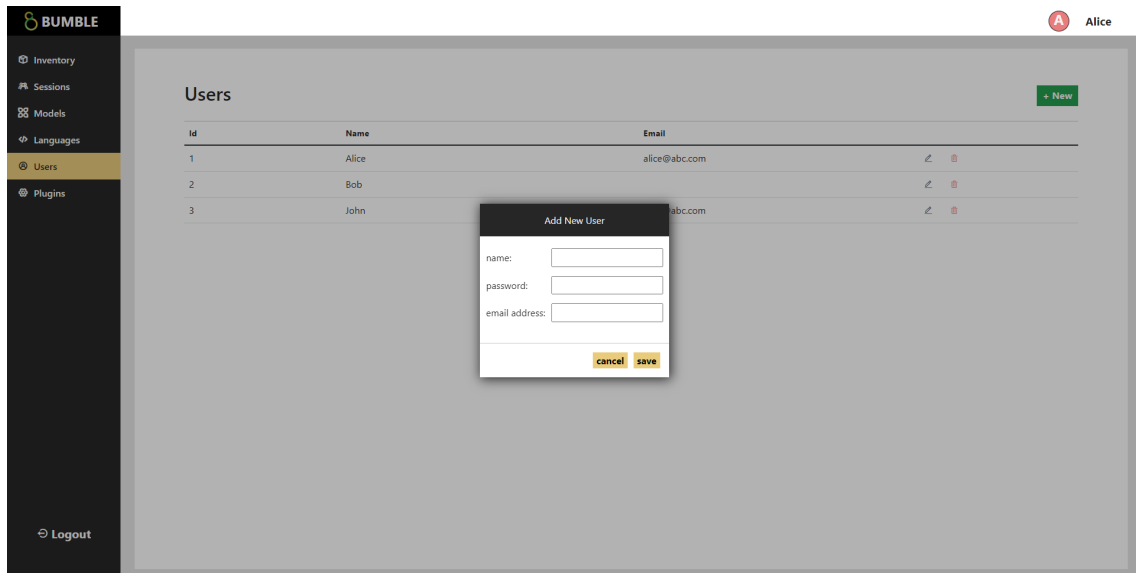 BUMBLE
A Alice
Inventory
Sessions
Models
Languages
Users
Plugins
Logout
Users
+ New
Id Name Email
1 Alice alice@abc.com
2 Bob
3 John abc.com
Add New User
name:
password:
email address:
cancel save